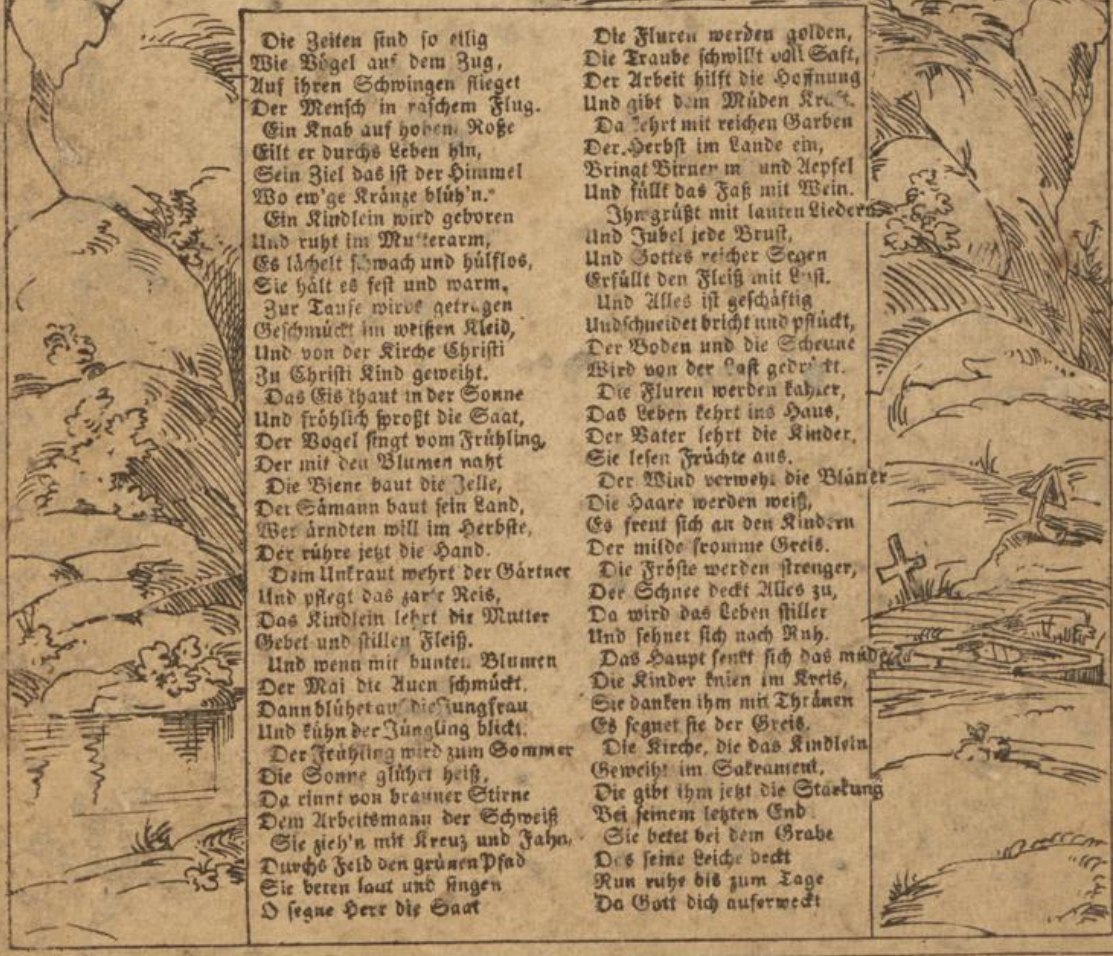 Die Zeiten sind so eilig
Wie Vögel auf dem Zug,
Auf ihren Schwingen flieget
Der Mensch in raschem Flug.
Ein Knab auf hohem Roße
Eilt er durchs Leben hin,
Sein Ziel das ist der Himmel
Wo ew'ge Kränze blüh'n.
Ein Kindlein wird geboren
Und ruht im Mutterarm,
Es lächelt schwach und hülflos,
Sie hält es fest und warm,
Zur Taufe wirds getragen
Geschmückt im weißen Kleid,
Und von der Kirche Christi
Zu Christi Kind geweiht.
Das Eis thaut in der Sonne
Und fröhlich sproßt die Saat,
Der Vogel singt vom Frühling,
Der mit den Blumen naht
Die Biene baut die Zelle,
Der Sämann baut sein Land,
Wer ärndten will im Herbste,
Der rühre jetzt die Hand.
Dem Unkraut wehrt der Gärtner
Und pflegt das zarte Reis,
Das Kindlein lehrt die Mutter
Gebet und stillen Fleiß.
Und wenn mit bunten Blumen
Der Mai die Auen schmückt,
Dann blühet auf die Jungfrau
Und kühn der Jüngling blickt.
Der Frühling wird zum Sommer
Die Sonne glühet heiß,
Da rinnt von brauner Stirne
Dem Arbeitsmann der Schweiß
Sie zieh'n mit Kreuz und Fahn,
Durchs Feld den grünen Pfad
Sie beten laut und singen
O segne Herr die Saat
Die Fluren werden golden,
Die Traube schwillt voll Saft,
Der Arbeit hilft die Hoffnung
Und gibt dem Müden Kraft.
Da kehrt mit reichen Garben
Der Herbst im Lande ein,
Bringt Birnen und Aepfel
Und füllt das Faß mit Wein.
Ihn grüßt mit lauten Liedern
Und Jubel jede Brust,
Und Gottes reicher Segen
Erfüllt den Fleiß mit Lust.
Und Alles ist geschäftig
Und schneidet bricht und pflückt,
Der Boden und die Scheune
Wird von der Last gedrückt.
Die Fluren werden kahler,
Das Leben kehrt ins Haus,
Der Vater lehrt die Kinder,
Sie lesen Früchte aus.
Der Wind verweht die Blätter
Die Haare werden weiß,
Es freut sich an den Kindern
Der milde fromme Greis.
Die Fröste werden strenger,
Der Schnee deckt Alles zu,
Da wird das Leben stiller
Und sehnet sich nach Ruh.
Das Haupt senkt sich das müde
Die Kinder knien im Kreis,
Sie danken ihm mit Thränen
Es segnet sie der Greis.
Die Kirche, die das Kindlein
Geweiht im Sakrament,
Die gibt ihm jetzt die Stärkung
Bei seinem letzten End.
Sie betet bei dem Grabe
Das seine Leiche deckt
Nun ruhe bis zum Tage
Da Gott dich auferweckt